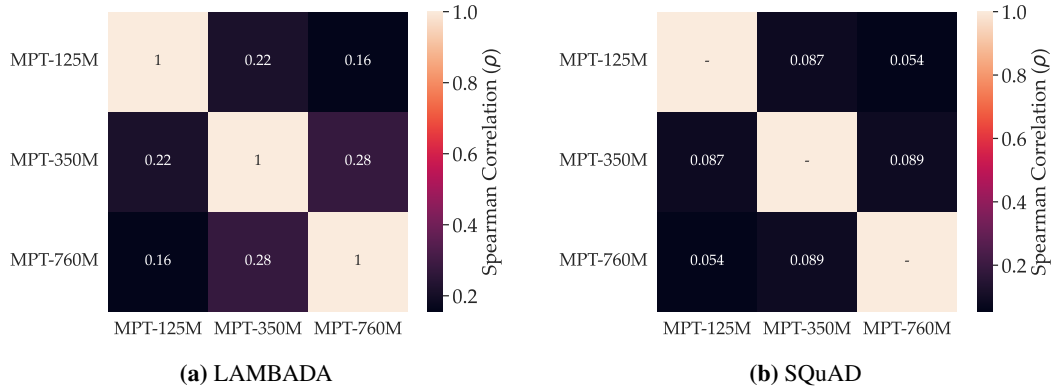 MPT-125M 1 0.22 0.16
MPT-350M 0.22 1 0.28
MPT-760M 0.16 0.28 1
MPT-125M MPT-350M MPT-760M
1.0
0.8
0.6
0.4
0.2
Spearman Correlation (ρ)
(a) LAMBADA
MPT-125M - 0.087 0.054
MPT-350M 0.087 - 0.089
MPT-760M 0.054 0.089 -
MPT-125M MPT-350M MPT-760M
1.0
0.8
0.6
0.4
0.2
Spearman Correlation (ρ)
(b) SQuAD